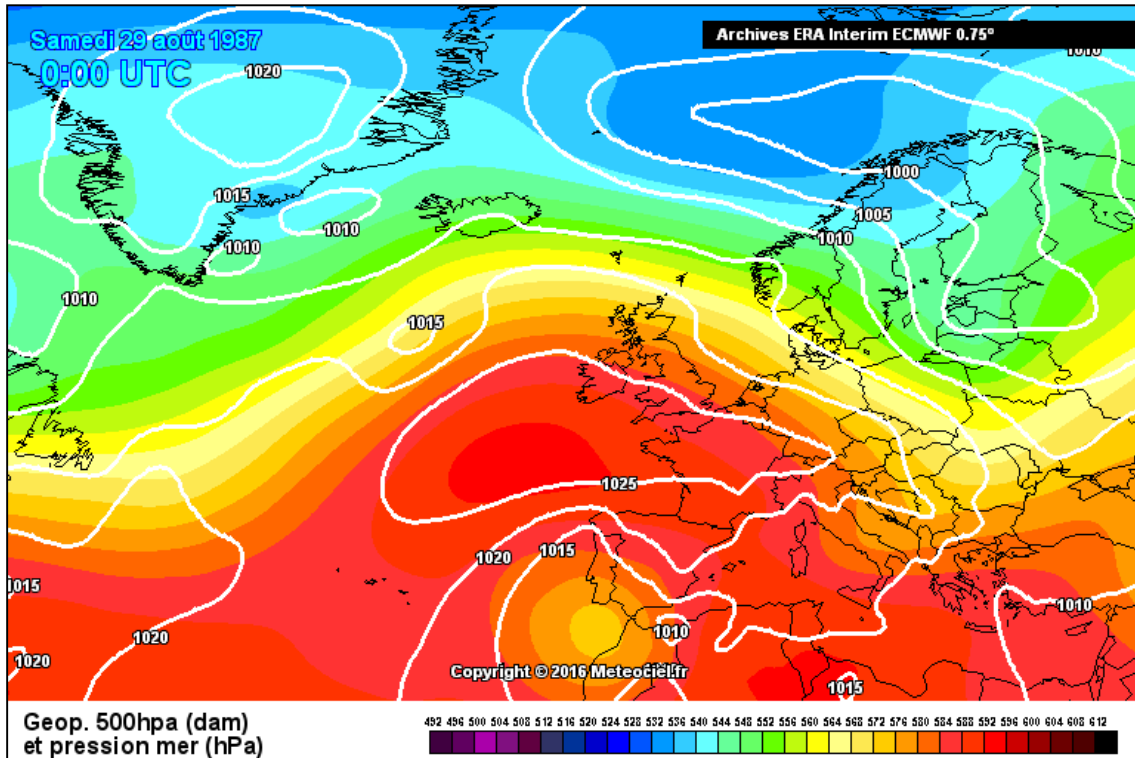 Samedi 29 août 1987
0:00 UTC
Archives ERA Interim ECMWF 0.75°
1010
1010
1020
1000
1015
1005
1010
1010
1010
1010
1015
1025
1020
1015
1015
1010
1010
1020
1020
Copyright © 2016 Meteociel.fr
1015
Geop. 500hpa (dam)
et pression mer (hPa)
492 496 500 504 508 512 516 520 524 528 532 536 540 544 548 552 556 560 564 568 572 576 580 584 588 592 596 600 604 608 612